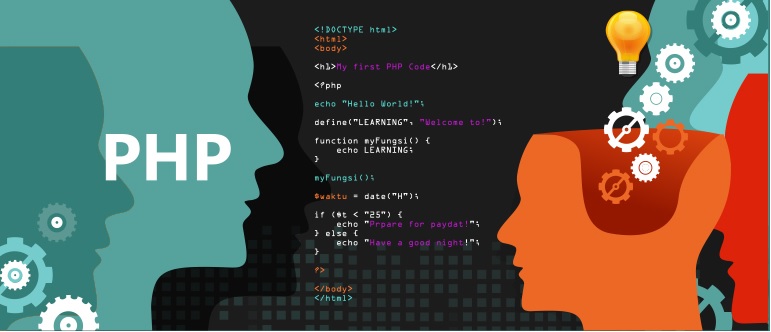 PHP
<!DOCTYPE html>
<html>
<body>
<h1>My first PHP Code</h1>
<?php
echo "Hello World!";
define("LEARNING", "Welcome to!");
function myFungsi() {
echo LEARNING;
}
myFungsi();
$waktu = date("H");
if ($t < "25") {
echo "Prpare for paydat!";
} else {
echo "Have a good night!";
}
?>
</body>
</html>